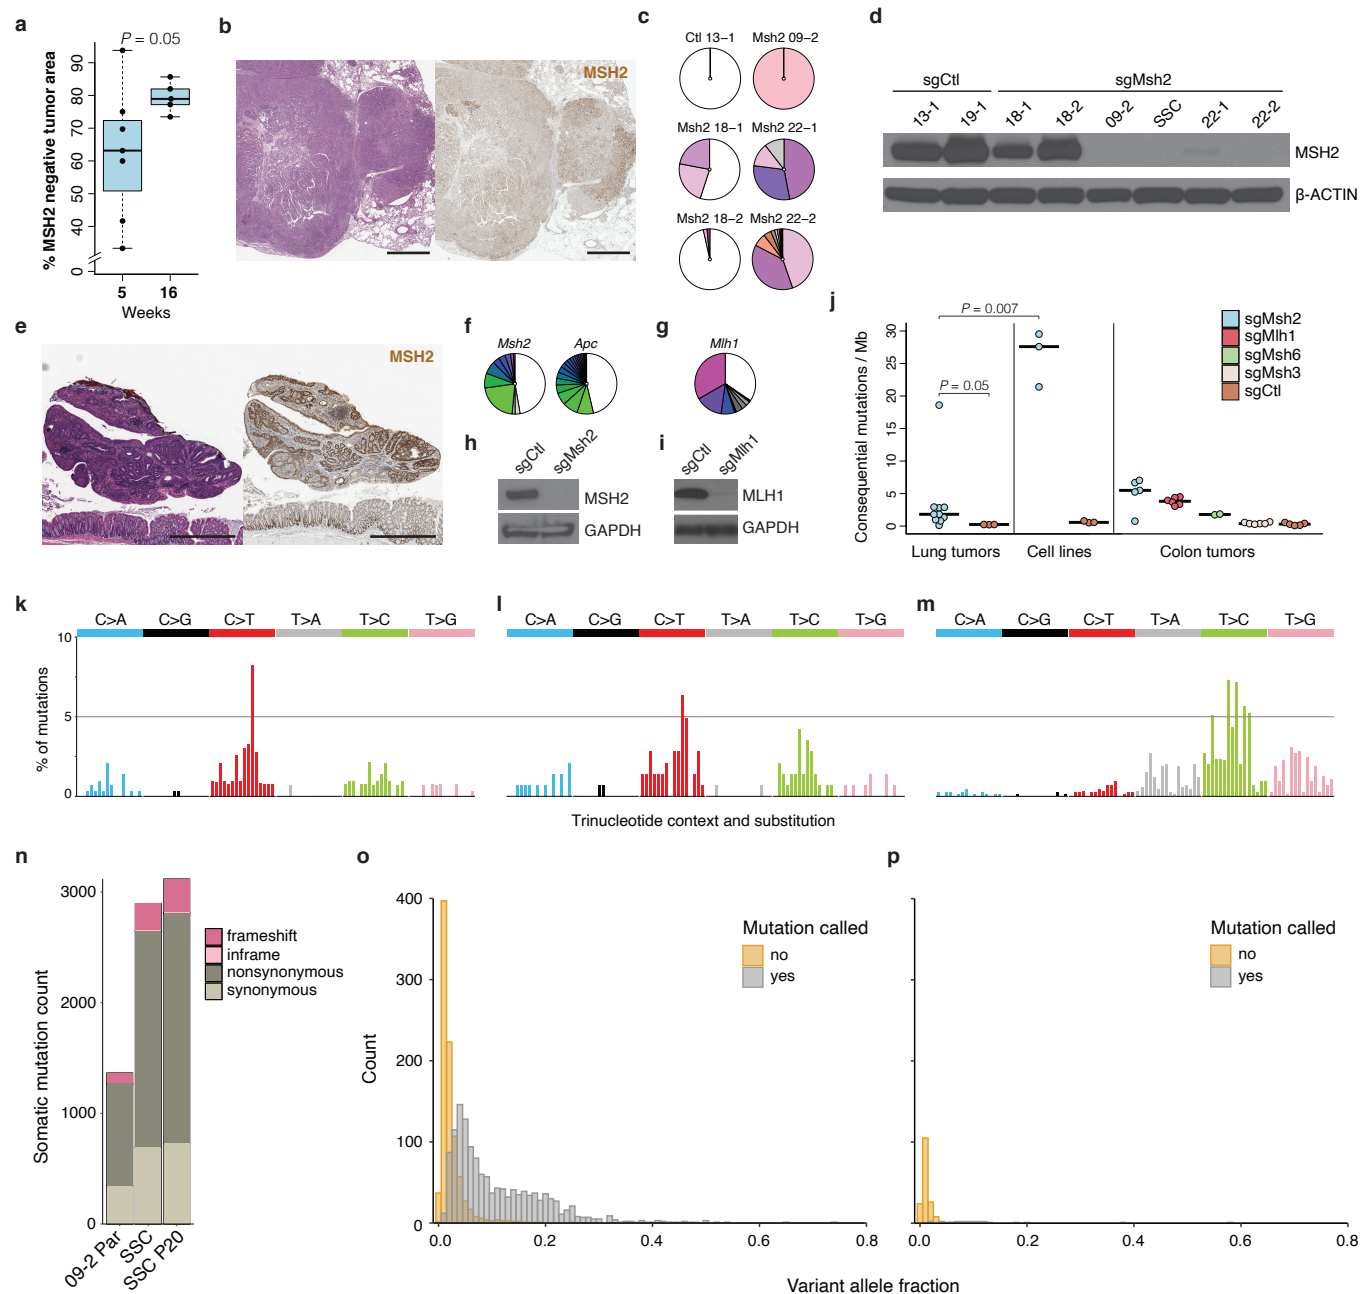 a
P = 0.05
% MSH2 negative tumor area
90
80
70
60
50
40
0
5
16
Weeks
b
MSH2
c
Ctl 13–1
Msh2 09–2
Msh2 18–1
Msh2 22–1
Msh2 18–2
Msh2 22–2
d
sgCtl
sgMsh2
13-1
19-1
18-1
18-2
09-2
SSC
22-1
22-2
MSH2
β-ACTIN
e
MSH2
f
Msh2
Apc
g
Mlh1
h
sgCtl
sgMsh2
MSH2
GAPDH
i
sgCtl
sgMlh1
MLH1
GAPDH
j
Consequential mutations / Mb
30
25
20
15
10
5
0
P = 0.007
P = 0.05
Lung tumors
Cell lines
Colon tumors
sgMsh2
sgMlh1
sgMsh6
sgMsh3
sgCtl
k
C>A
C>G
C>T
T>A
T>C
T>G
% of mutations
10
5
0
l
C>A
C>G
C>T
T>A
T>C
T>G
m
C>A
C>G
C>T
T>A
T>C
T>G
Trinucleotide context and substitution
n
Somatic mutation count
3000
2000
1000
0
09-2 Par
SSC
SSC P20
frameshift
inframe
nonsynonymous
synonymous
o
Count
400
300
200
100
0
0.0
0.2
0.4
0.6
0.8
Mutation called
no
yes
p
Mutation called
no
yes
0.0
0.2
0.4
0.6
0.8
Variant allele fraction